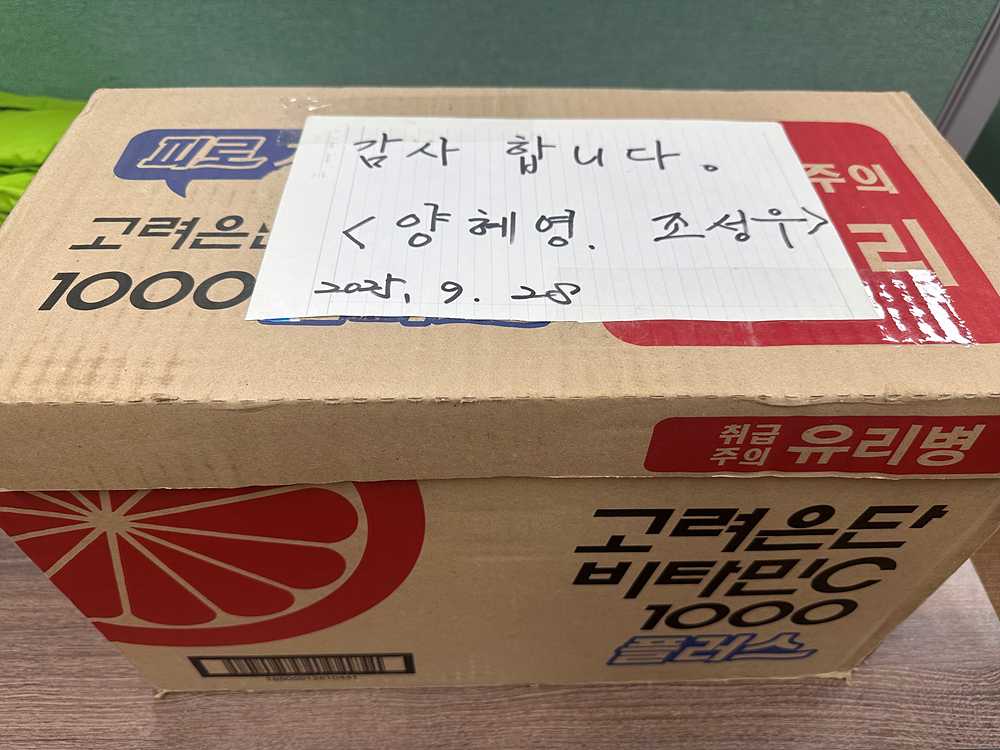 감사 합니다.
<양혜영. 조성우>
2025. 9. 28
피로
고려은단
1000
주의
리
취급
주의
유리병
고려은단
비타민C
1000
플러스